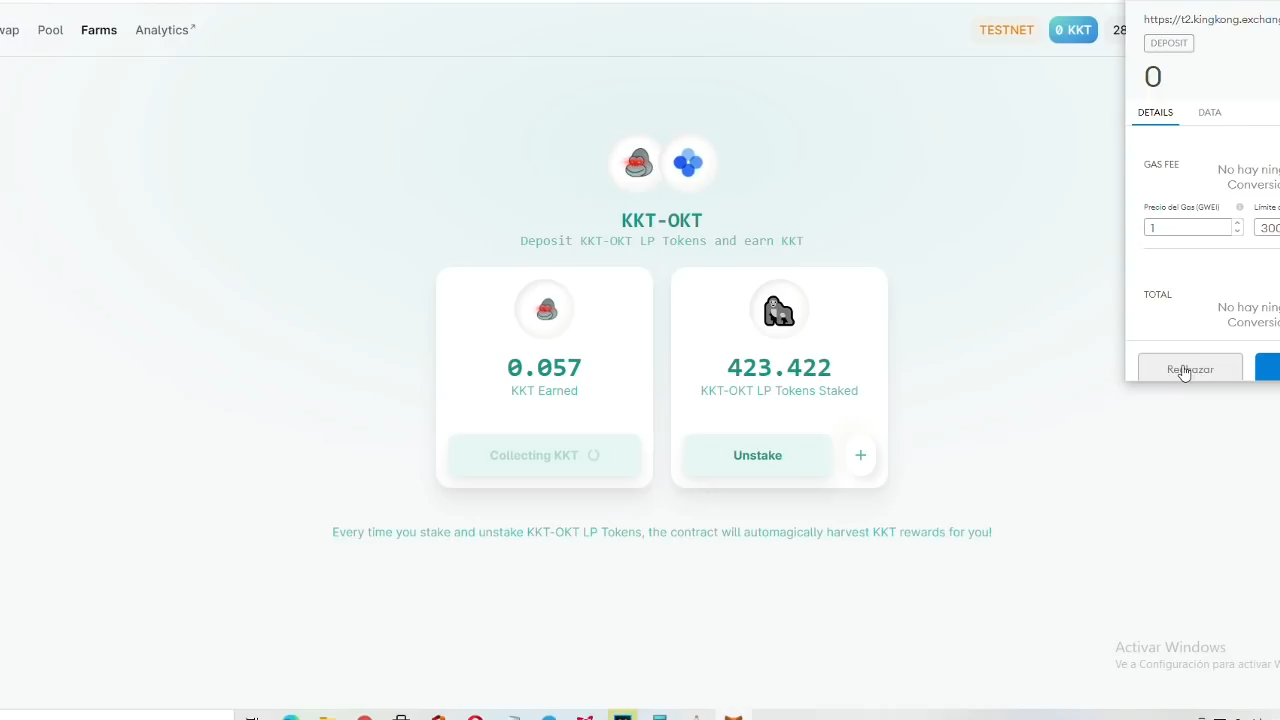 wap Pool Farms Analytics↗ TESTNET 0 KKT 28
https://t2.kingkong.exchan
DEPOSIT
0
DETAILS DATA
GAS FEE
No hay nin
Conversi
Precio del Gas (GWEI) Límite
1 300
TOTAL
No hay nin
Conversi
Rechazar
KKT-OKT
Deposit KKT-OKT LP Tokens and earn KKT
0.057
KKT Earned
Collecting KKT
423.422
KKT-OKT LP Tokens Staked
Unstake +
Every time you stake and unstake KKT-OKT LP Tokens, the contract will automagically harvest KKT rewards for you!
Activar Windows
Ve a Configuración para activar